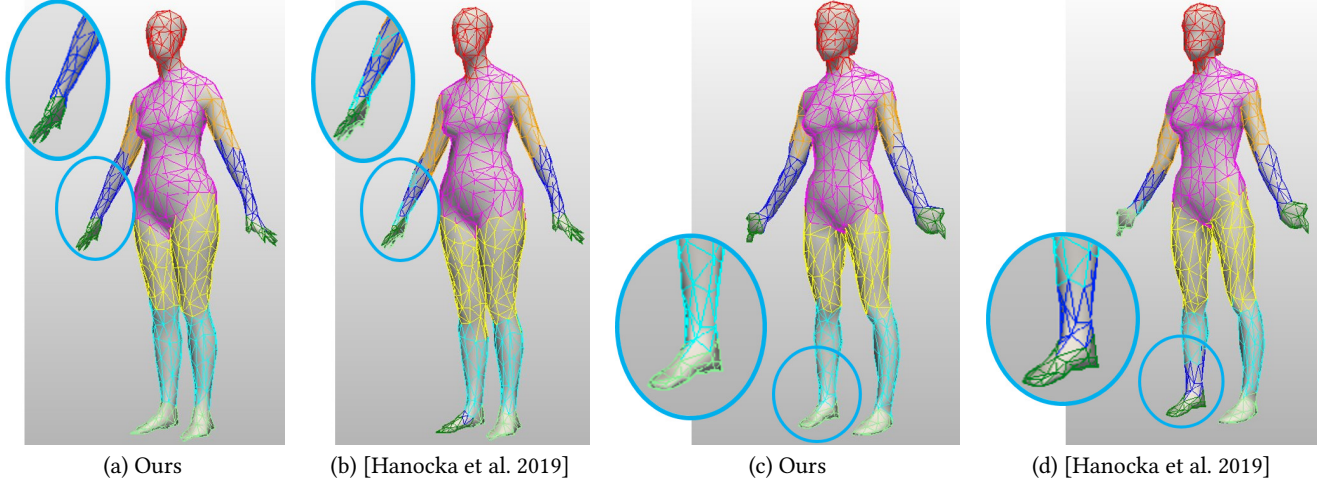 (a) Ours
(b) [Hanocka et al. 2019]
(c) Ours
(d) [Hanocka et al. 2019]